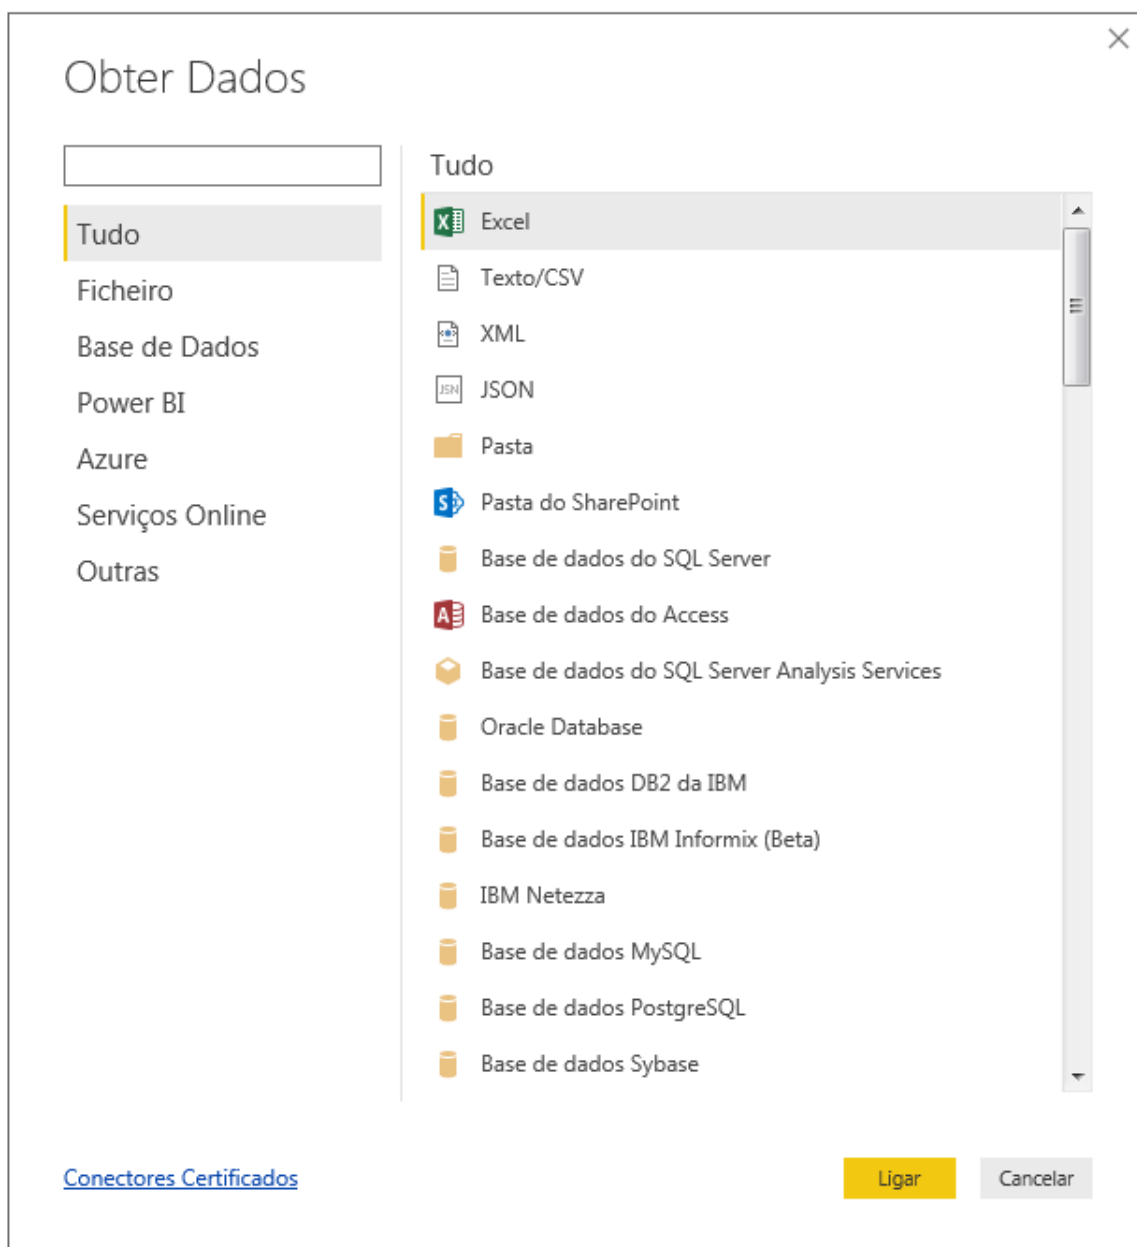 Obter Dados
Tudo
Ficheiro
Base de Dados
Power BI
Azure
Serviços Online
Outras
Tudo
Excel
Texto/CSV
XML
JSN JSON
Pasta
Pasta do SharePoint
Base de dados do SQL Server
Base de dados do Access
Base de dados do SQL Server Analysis Services
Oracle Database
Base de dados DB2 da IBM
Base de dados IBM Informix (Beta)
IBM Netezza
Base de dados MySQL
Base de dados PostgreSQL
Base de dados Sybase
Conectores Certificados
Ligar
Cancelar